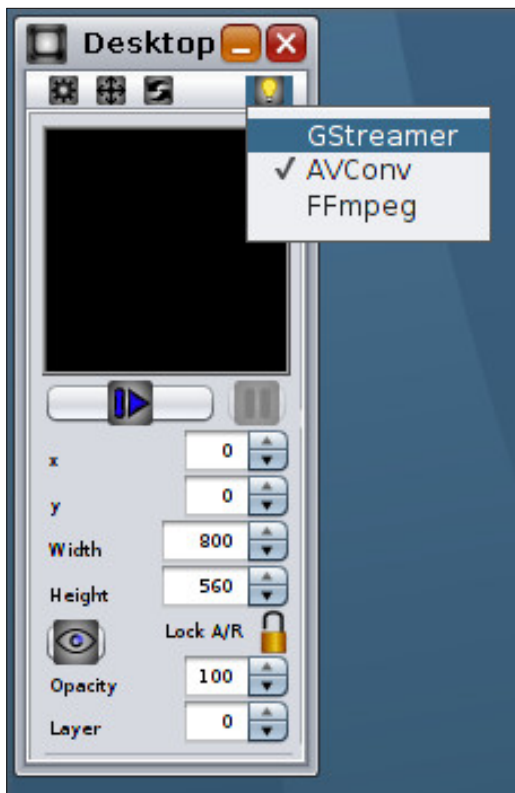 Desktop
GStreamer
✓ AVConv
FFmpeg
x 0
y 0
Width 800
Height 560
Lock A/R
Opacity 100
Layer 0